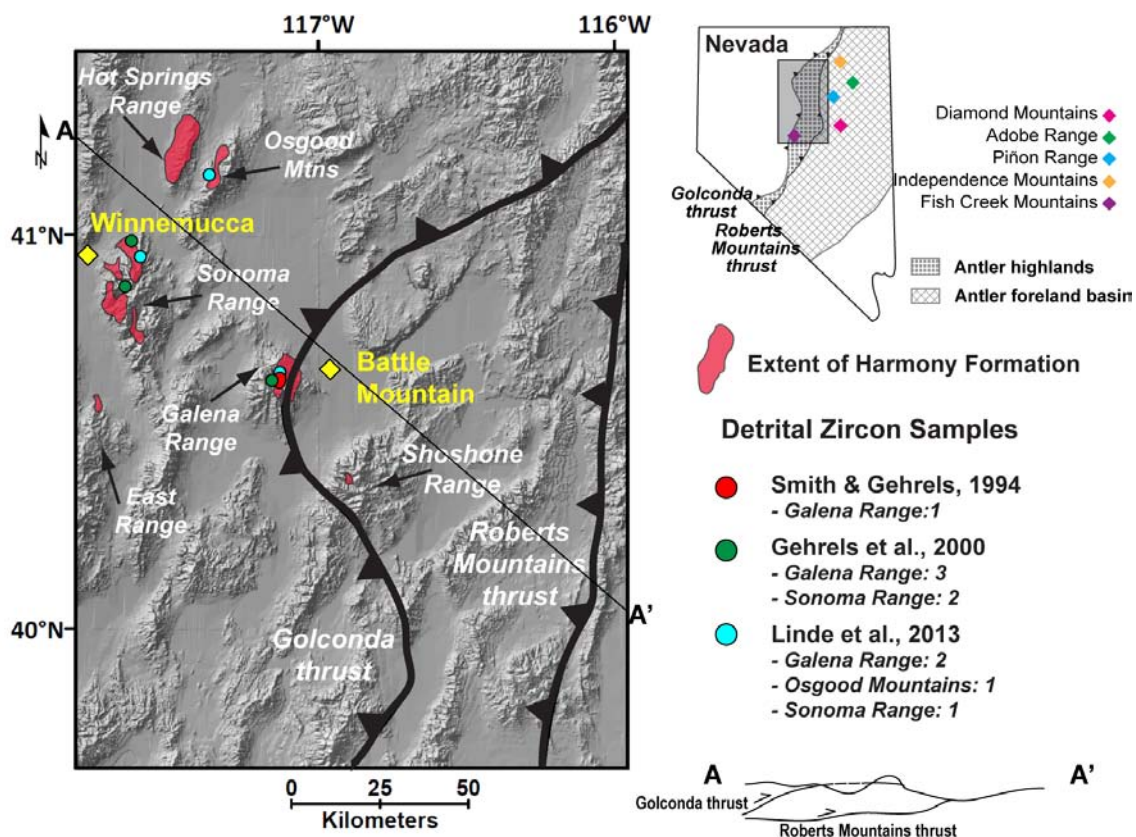 117°W
116°W
Hot Springs
Range
A
N
Osgood
Mtns
41°N
Winnemucca
Sonoma
Range
Battle
Mountain
Galena
Range
Shoshone
Range
East
Range
Roberts
Mountains
thrust
A'
40°N
Golconda
thrust
0 25 50
Kilometers
Nevada
Diamond Mountains
Adobe Range
Piñon Range
Independence Mountains
Fish Creek Mountains
Golconda
thrust
Roberts
Mountains
thrust
Antler highlands
Antler foreland basin
Extent of Harmony Formation
Detrital Zircon Samples
Smith & Gehrels, 1994
- Galena Range:1
Gehrels et al., 2000
- Galena Range: 3
- Sonoma Range: 2
Linde et al., 2013
- Galena Range: 2
- Osgood Mountains: 1
- Sonoma Range: 1
A A'
Golconda thrust
Roberts Mountains thrust